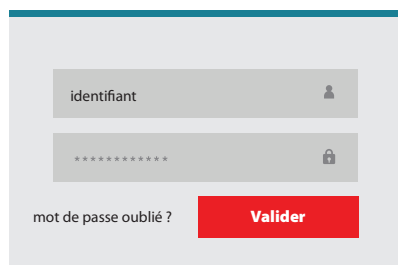 identifiant
************
mot de passe oublié ?
Valider